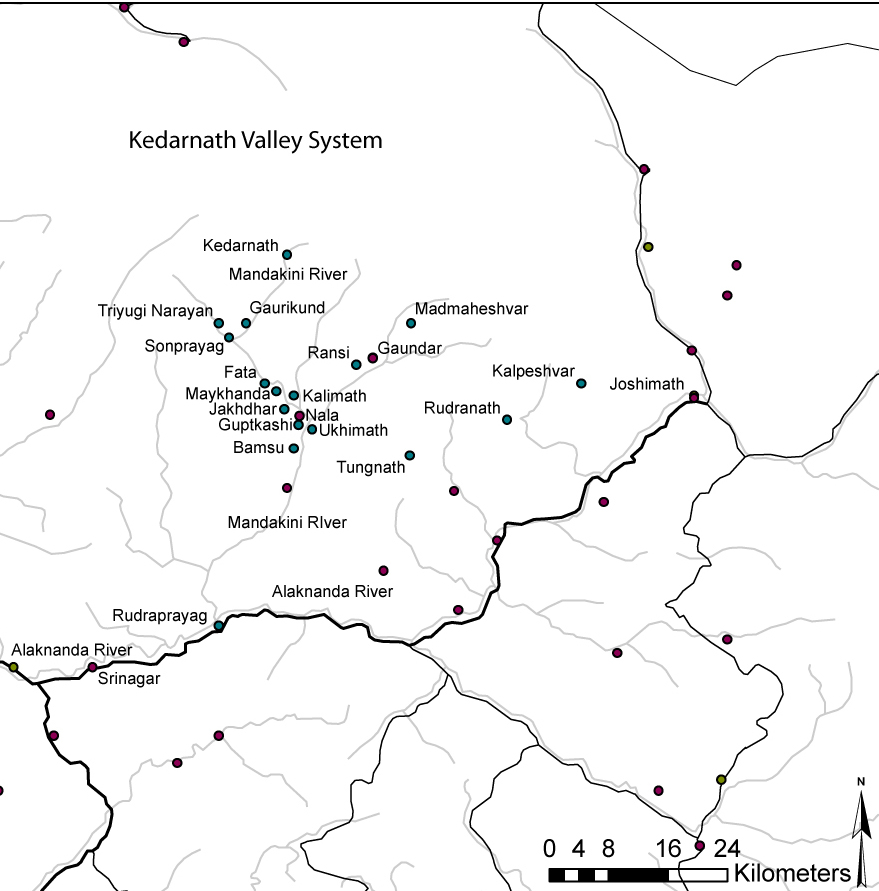 Kedarnath Valley System
Kedarnath
Mandakini River
Triyugi Narayan
Gaurikund
Madmaheshvar
Sonprayag
Ransi
Gaundar
Fata
Kalpeshvar
Maykhanda
Kalimath
Joshimath
Jakhdhar
Rudranath
Nala
Guptkashi
Ukhimath
Bamsu
Tungnath
Mandakini RIver
Alaknanda River
Rudraprayag
Alaknanda River
Srinagar
N
0 4 8 16 24
Kilometers